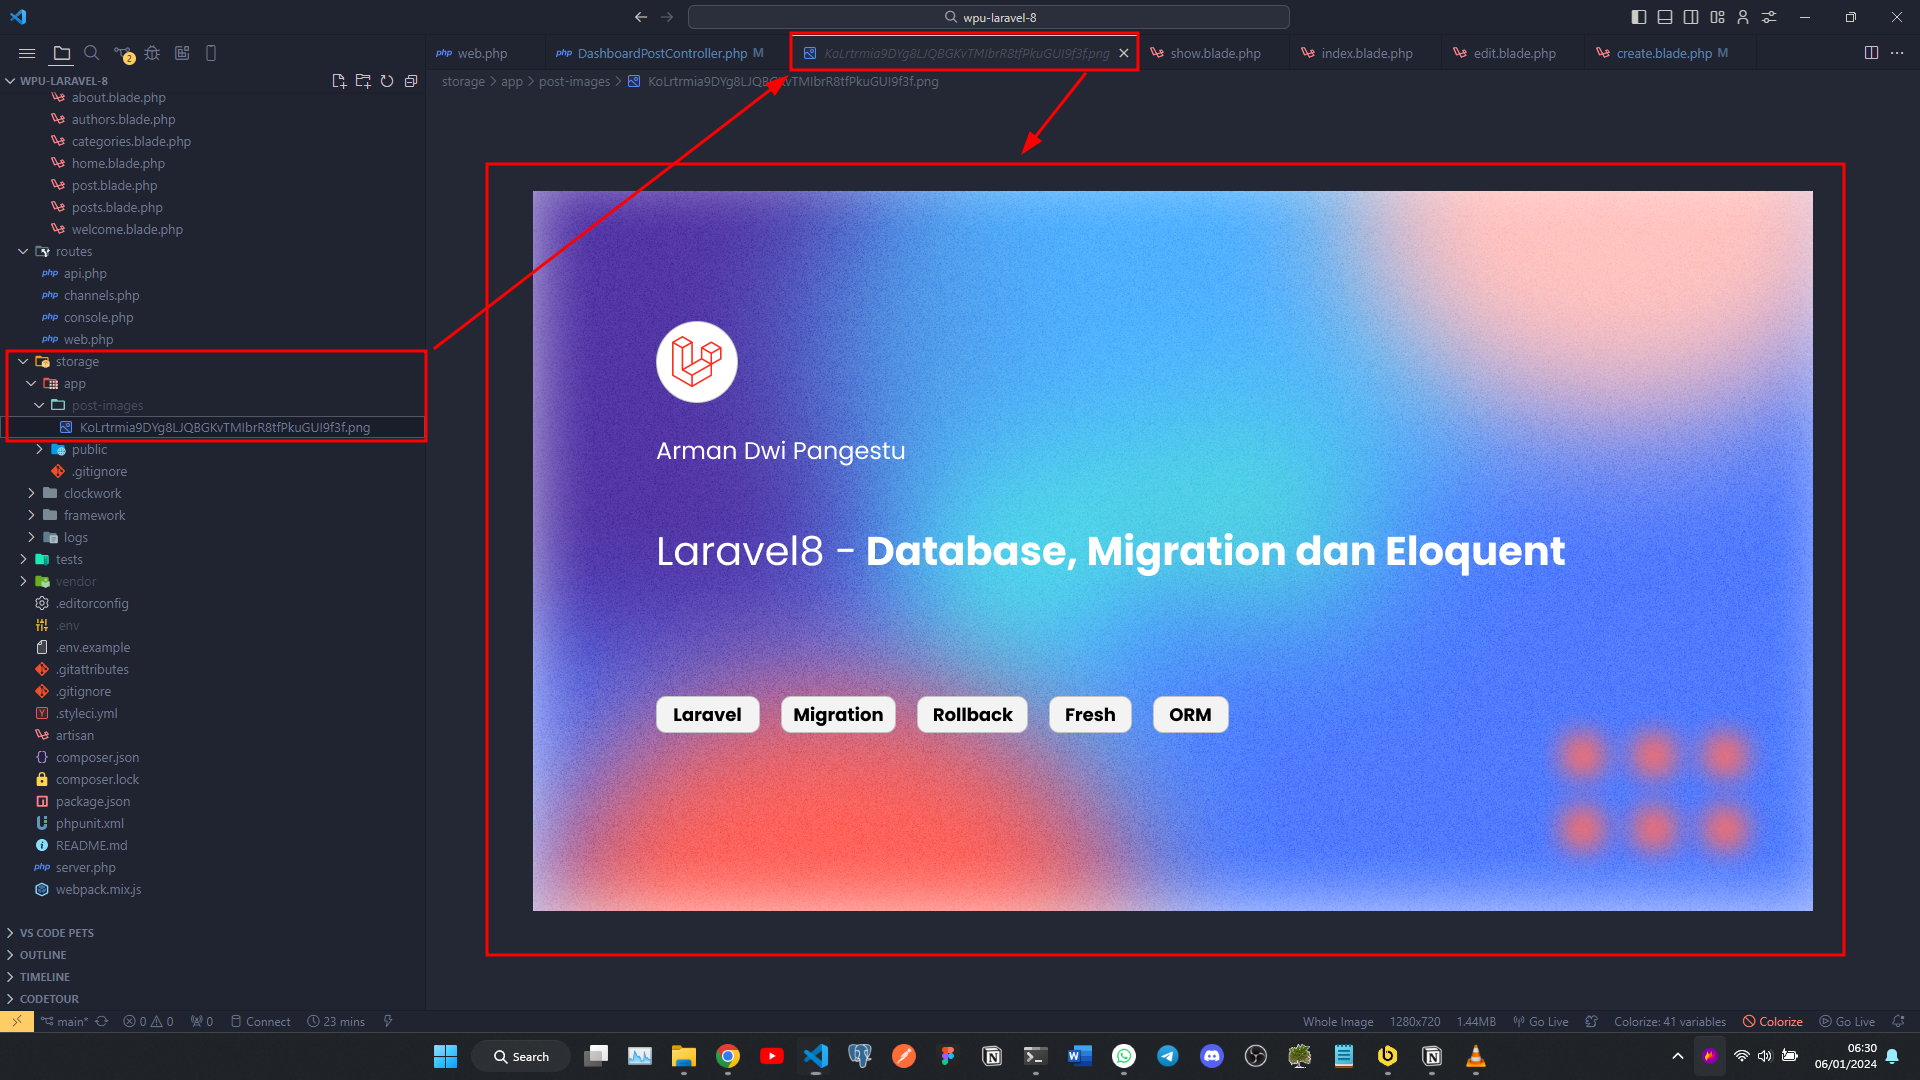 wpu-laravel-8
php web.php
php DashboardPostController.php M
KoLrtrmia9DYg8LJQBGKvTMIbrR8tfPkuGUI9f3f.png
show.blade.php
index.blade.php
edit.blade.php
create.blade.php M
WPU-LARAVEL-8
storage > app > post-images > KoLrtrmia9DYg8LJQBGKvTMIbrR8tfPkuGUI9f3f.png
about.blade.php
authors.blade.php
categories.blade.php
home.blade.php
post.blade.php
posts.blade.php
welcome.blade.php
routes
php api.php
php channels.php
php console.php
php web.php
storage
app
post-images
KoLrtrmia9DYg8LJQBGKvTMIbrR8tfPkuGUI9f3f.png
public
.gitignore
clockwork
framework
logs
tests
vendor
.editorconfig
.env
.env.example
.gitattributes
.gitignore
.styleci.yml
artisan
composer.json
composer.lock
package.json
phpunit.xml
README.md
php server.php
webpack.mix.js
VS CODE PETS
OUTLINE
TIMELINE
CODETOUR
Arman Dwi Pangestu
Laravel8 - Database, Migration dan Eloquent
Laravel
Migration
Rollback
Fresh
ORM
main* 0 0 0 Connect 23 mins
Whole Image 1280x720 1.44MB Go Live Colorize: 41 variables Colorize Go Live
Search
06:30
06/01/2024